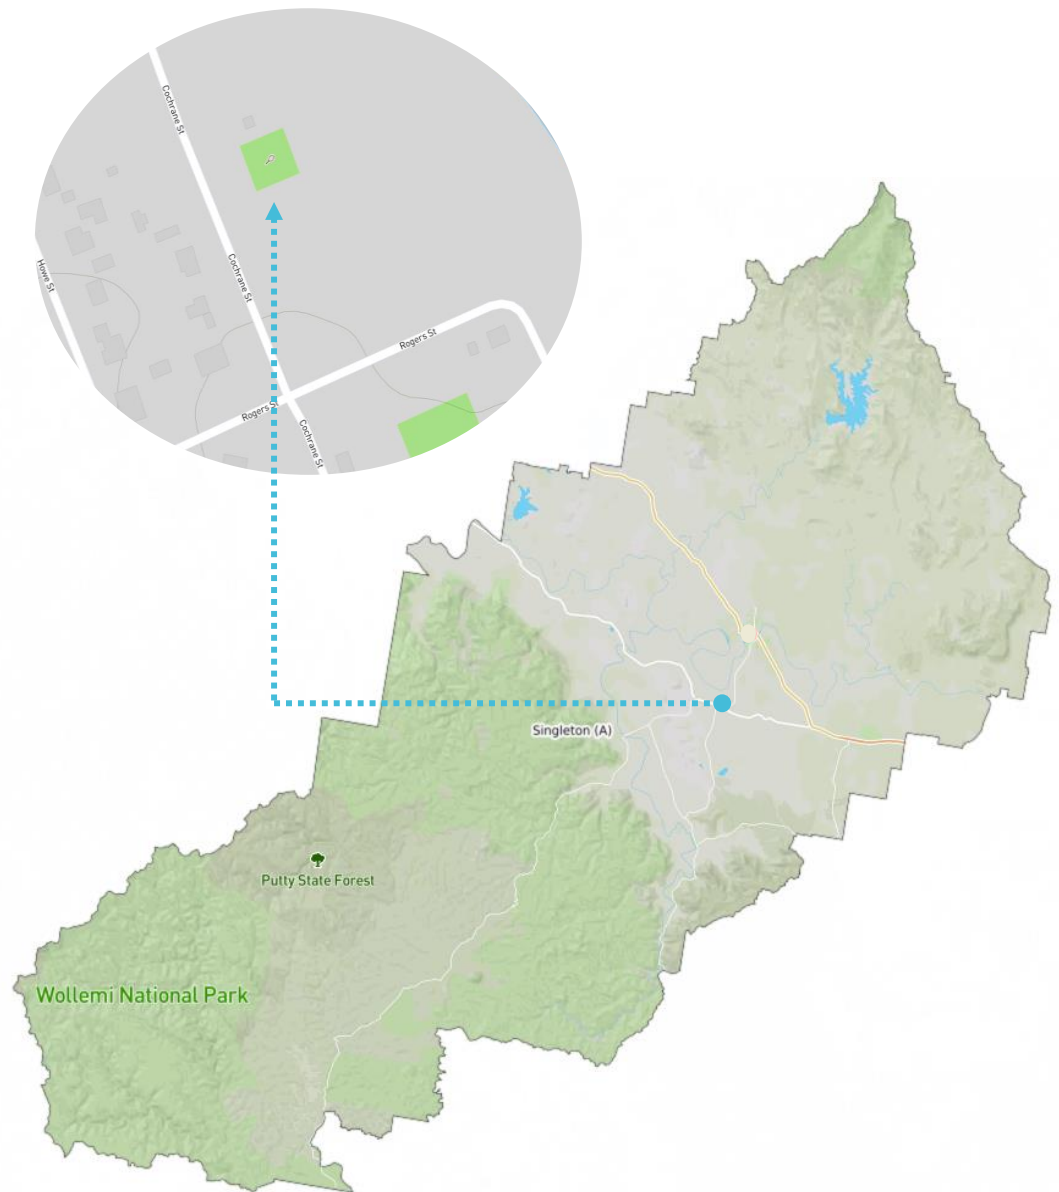 Cochrane St
Cochrane St
Howe St
Rogers St
Rogers St
Cochrane St
Singleton (A)
Putty State Forest
Wollemi National Park